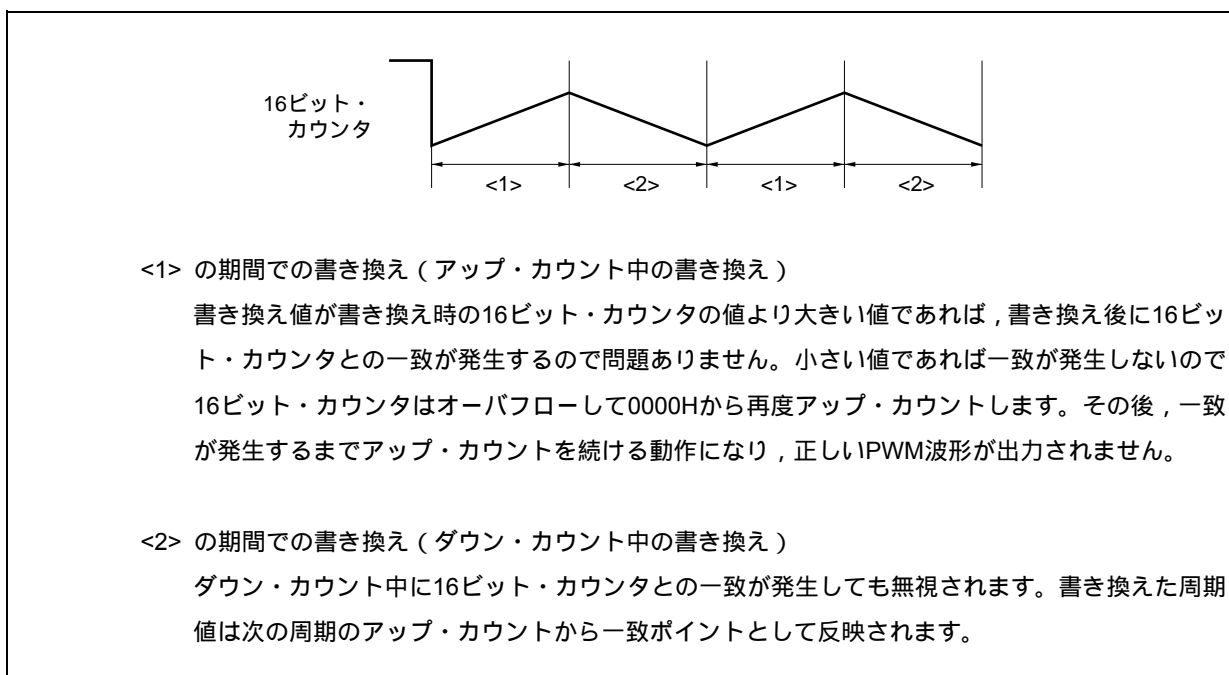 16ビット・
カウンタ
<1> <2> <1> <2>
<1> の期間での書き換え（アップ・カウント中の書き換え）
書き換え値が書き換え時の16ビット・カウンタの値より大きい値であれば，書き換え後に16ビッ
ト・カウンタとの一致が発生するので問題ありません。小さい値であれば一致が発生しないので
16ビット・カウンタはオーバフローして0000Hから再度アップ・カウントします。その後，一致
が発生するまでアップ・カウントを続ける動作になり，正しいPWM波形が出力されません。
<2> の期間での書き換え（ダウン・カウント中の書き換え）
ダウン・カウント中に16ビット・カウンタとの一致が発生しても無視されます。書き換えた周期
値は次の周期のアップ・カウントから一致ポイントとして反映されます。